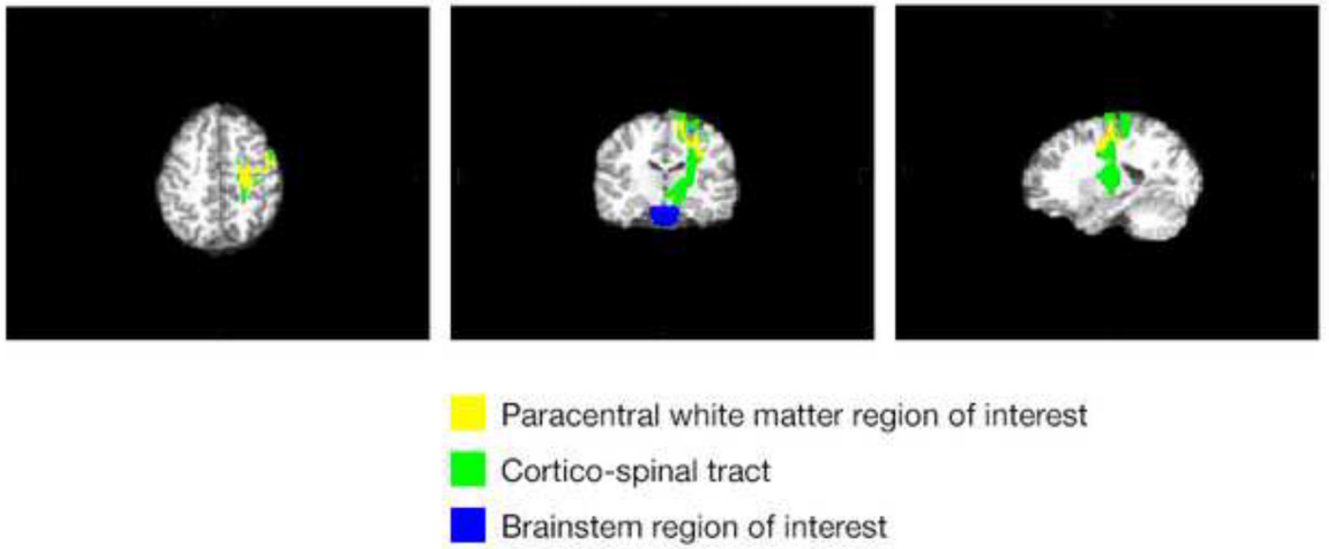 Paracentral white matter region of interest
Cortico-spinal tract
Brainstem region of interest